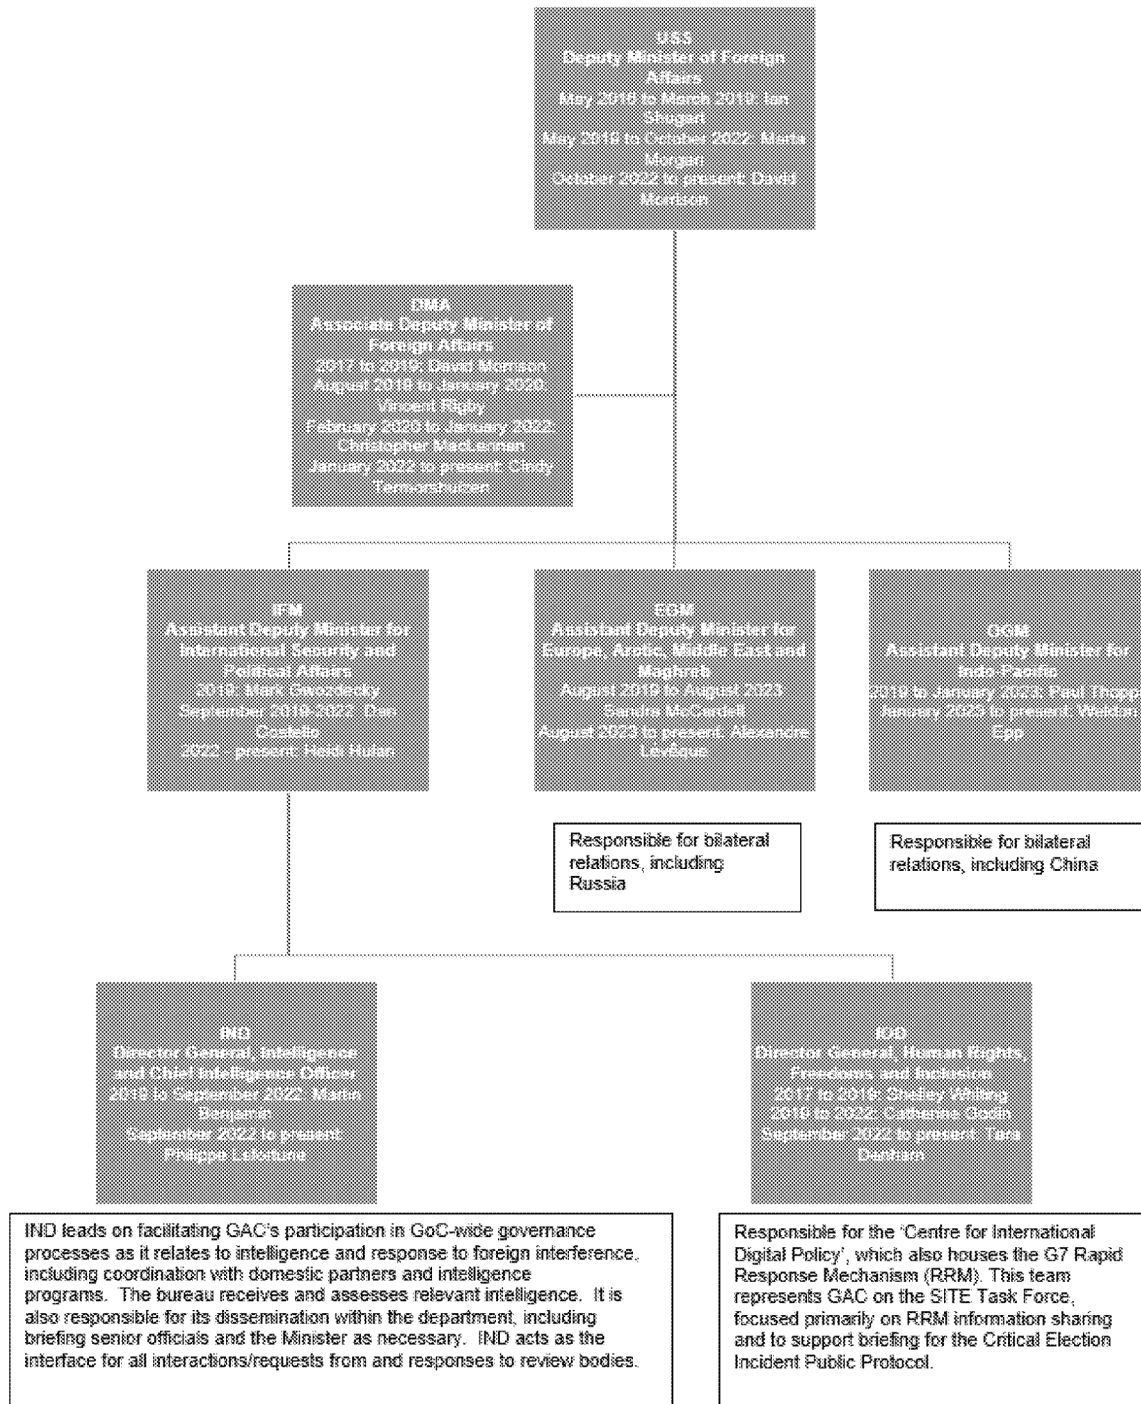 USS
Deputy Minister of Foreign
Affairs
May 2016 to March 2019: Ian
Shugart
May 2019 to October 2022: Marta
Morgan
October 2022 to present: David
Morrison
DMA
Associate Deputy Minister of
Foreign Affairs
2017 to 2019: David Morrison
August 2019 to January 2020:
Vincent Rigby
February 2020 to January 2022:
Christopher MacLennan
January 2022 to present: Cindy
Termorshuizen
IFM
Assistant Deputy Minister for
International Security and
Political Affairs
2019: Mark Gwozdecky
September 2019-2022: Dan
Costello
2022 - present: Heidi Hulan
EGM
Assistant Deputy Minister for
Europe, Arctic, Middle East and
Maghreb
August 2019 to August 2023:
Sandra McCardell
August 2023 to present: Alexandre
Lévêque
OGM
Assistant Deputy Minister for
Indo-Pacific
2019 to January 2023: Paul Thopp
January 2023 to present: Weldon
Epp
Responsible for bilateral
relations, including
Russia
Responsible for bilateral
relations, including China
IND
Director General, Intelligence
and Chief Intelligence Officer
2019 to September 2022: Martin
Benjamin
September 2022 to present:
Philippe Lafortune
IOD
Director General, Human Rights,
Freedoms and Inclusion
2017 to 2019: Shelley Whiting
2019 to 2022: Catherine Godin
September 2022 to present: Tara
Denham
IND leads on facilitating GAC's participation in GoC-wide governance
processes as it relates to intelligence and response to foreign interference,
including coordination with domestic partners and intelligence
programs. The bureau receives and assesses relevant intelligence. It is
also responsible for its dissemination within the department, including
briefing senior officials and the Minister as necessary. IND acts as the
interface for all interactions/requests from and responses to review bodies.
Responsible for the 'Centre for International
Digital Policy', which also houses the G7 Rapid
Response Mechanism (RRM). This team
represents GAC on the SITE Task Force,
focused primarily on RRM information sharing
and to support briefing for the Critical Election
Incident Public Protocol.